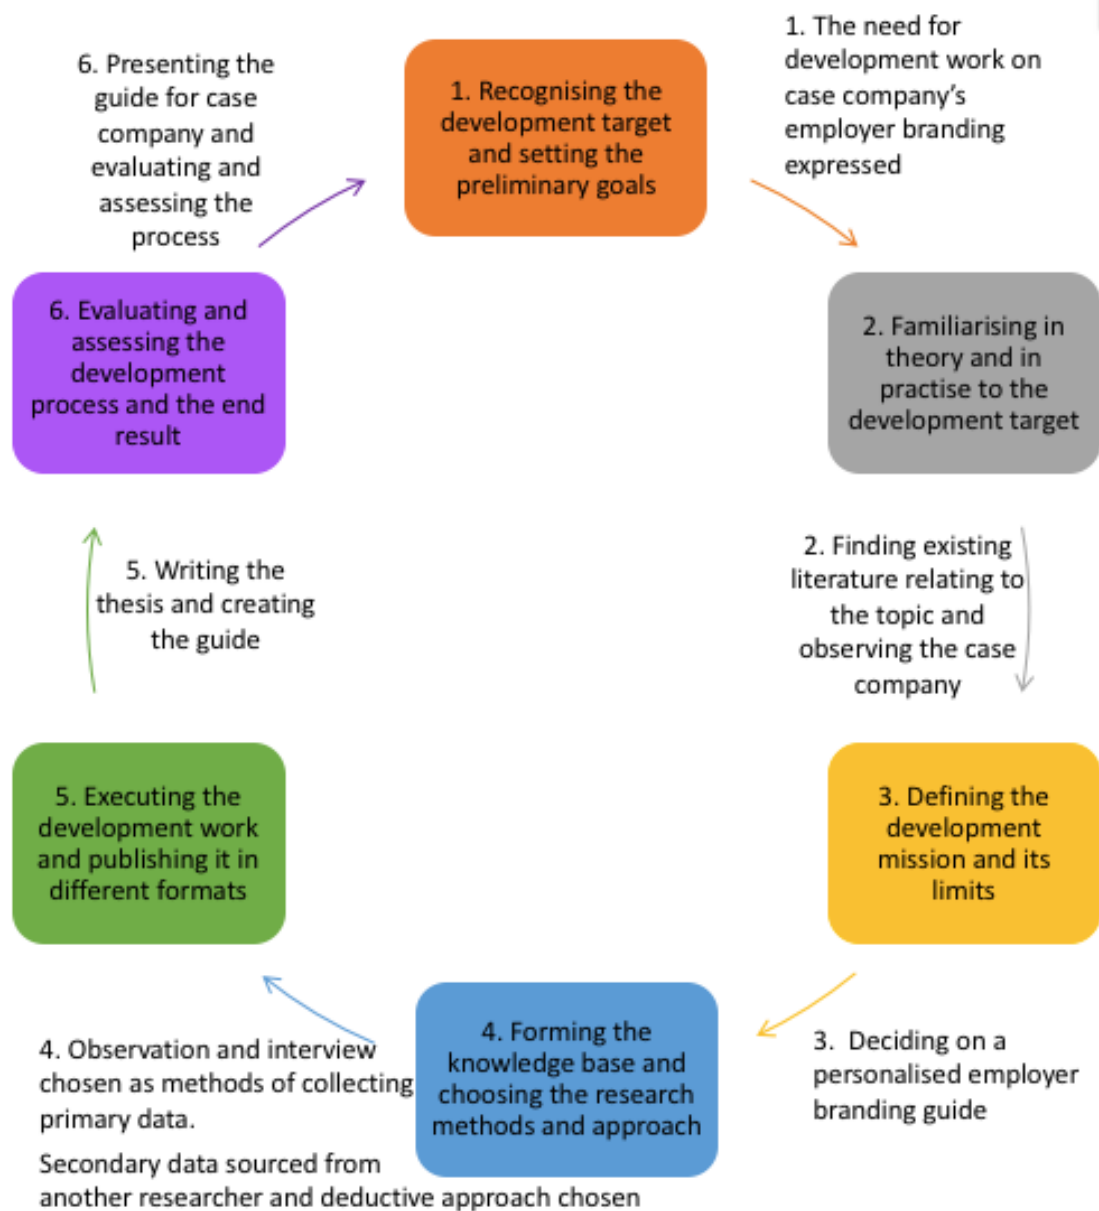 1. Recognising the
development target
and setting the
preliminary goals
1. The need for
development work on
case company's
employer branding
expressed
2. Familiarising in
theory and in
practise to the
development target
2. Finding existing
literature relating to
the topic and
observing the case
company
3. Defining the
development
mission and its
limits
3. Deciding on a
personalised employer
branding guide
4. Forming the
knowledge base and
choosing the research
methods and approach
4. Observation and interview
chosen as methods of collecting
primary data.
Secondary data sourced from
another researcher and deductive approach chosen
5. Executing the
development work
and publishing it in
different formats
5. Writing the
thesis and creating
the guide
6. Evaluating and
assessing the
development
process and the end
result
6. Presenting the
guide for case
company and
evaluating and
assessing the
process